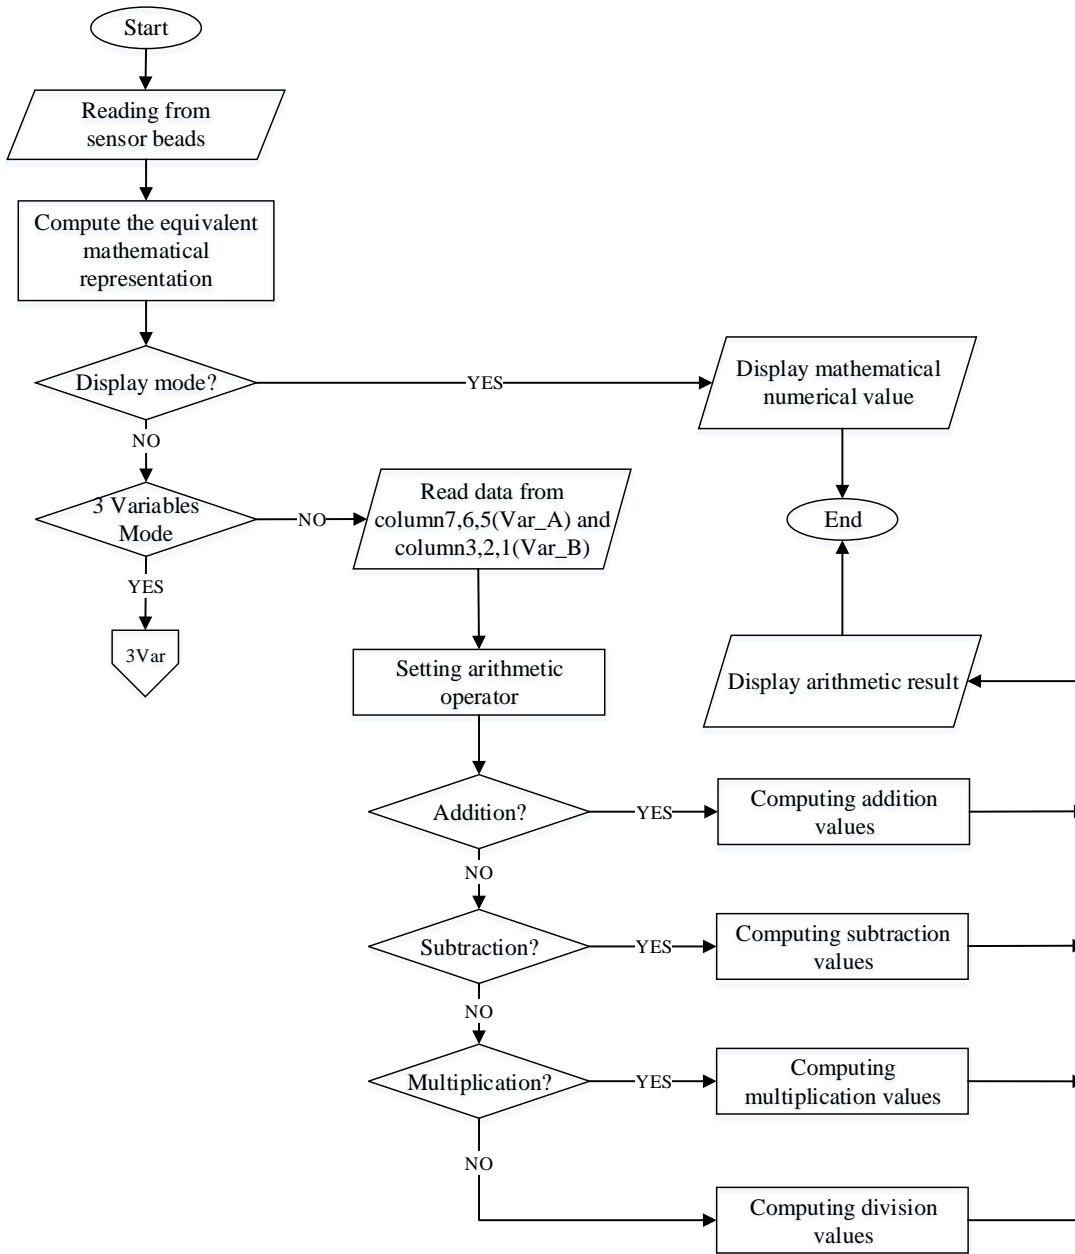 Start
Reading from
sensor beads
Compute the equivalent
mathematical
representation
Display mode?
YES
Display mathematical
numerical value
NO
3 Variables
Mode
NO
Read data from
column7,6,5(Var_A) and
column3,2,1(Var_B)
End
YES
3Var
Setting arithmetic
operator
Display arithmetic result
Addition?
YES
Computing addition
values
NO
Subtraction?
YES
Computing subtraction
values
NO
Multiplication?
YES
Computing
multiplication values
NO
Computing division
values